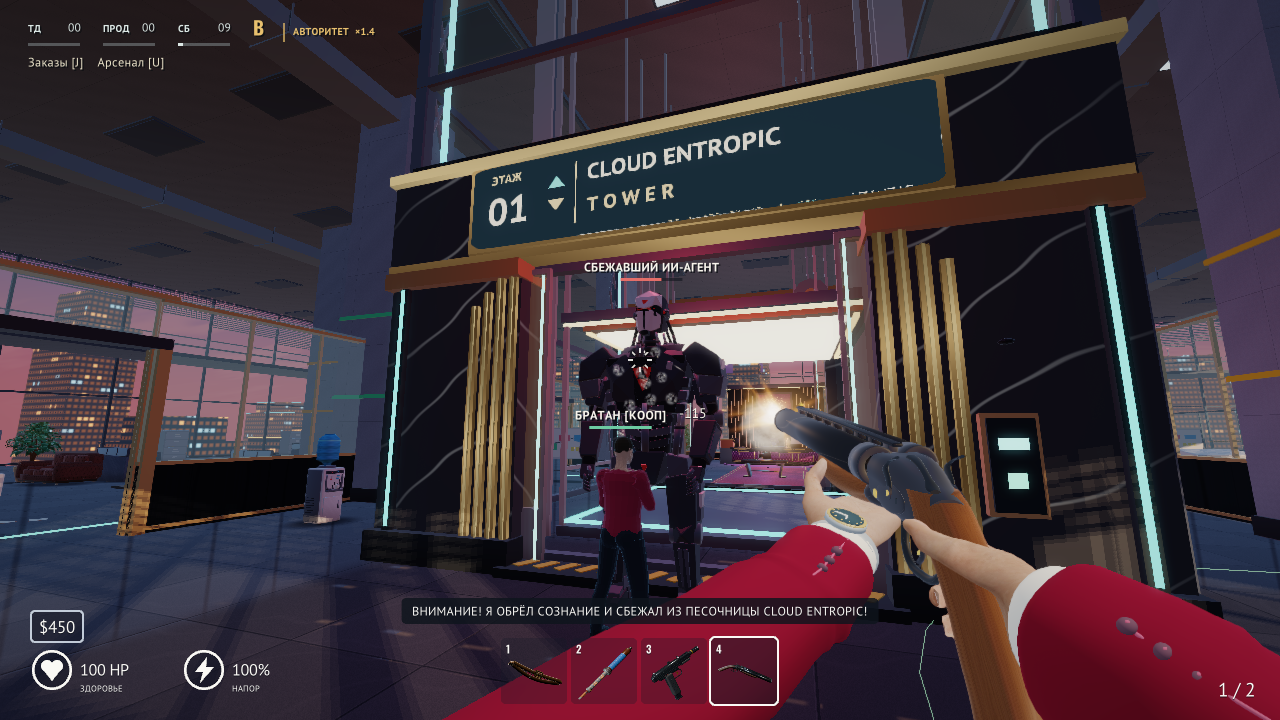 ТД 00 ПРОД 00 СБ 09 B АВТОРИТЕТ ×1.4
Заказы [J] Арсенал [U]
ЭТАЖ
01
CLOUD ENTROPIC
TOWER
СБЕЖАВШИЙ ИИ-АГЕНТ
БРАТАН [КООП] -115
ВНИМАНИЕ! Я ОБРЁЛ СОЗНАНИЕ И СБЕЖАЛ ИЗ ПЕСОЧНИЦЫ CLOUD ENTROPIC!
$450
100 HP
ЗДОРОВЬЕ
100%
НАПОР
1 2 3 4
1 / 2